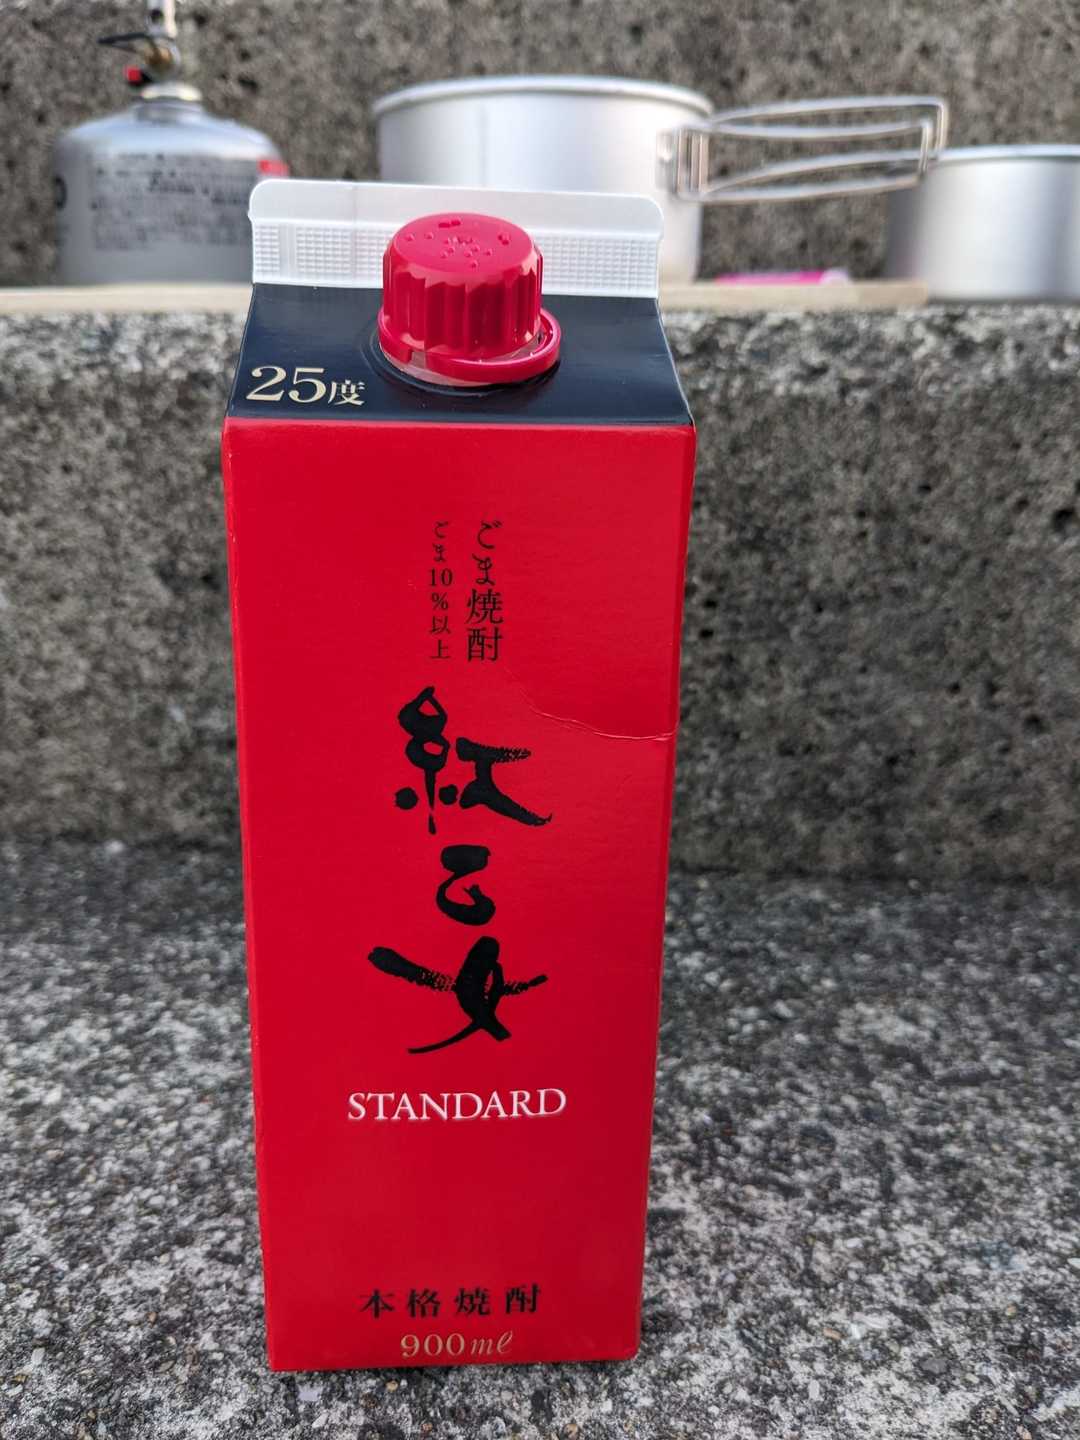 25度
ごま焼酎
ごま10%以上
紅乙女
STANDARD
本格焼酎
900ml